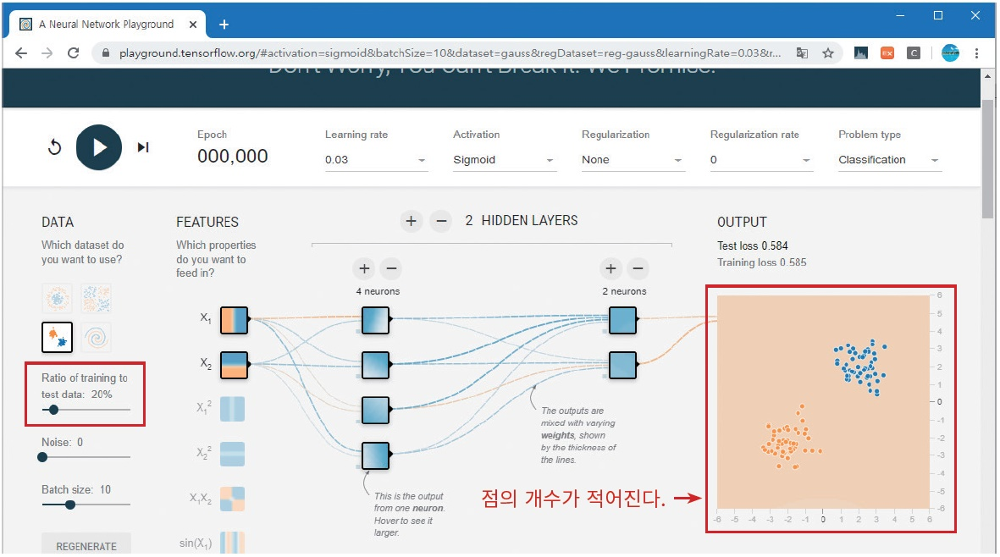 A Neural Network Playground
playground.tensorflow.org/#activation=sigmoid&batchSize=10&dataset=gauss&regDataset=reg-gauss&learningRate=0.03&r...
Don't Worry, You Can't Break It. We Promise.
Epoch
000,000
Learning rate
0.03
Activation
Sigmoid
Regularization
None
Regularization rate
0
Problem type
Classification
DATA
Which dataset do
you want to use?
Ratio of training to
test data: 20%
Noise: 0
Batch size: 10
REGENERATE
FEATURES
Which properties
do you want to
feed in?
X₁
X₂
X₁²
X₂²
X₁X₂
sin(X₁)
+ − 2 HIDDEN LAYERS
+ −
4 neurons
+ −
2 neurons
This is the output
from one neuron.
Hover to see it
larger.
The outputs are
mixed with varying
weights, shown
by the thickness of
the lines.
OUTPUT
Test loss 0.584
Training loss 0.585
6
5
4
3
2
1
0
-1
-2
-3
-4
-5
-6
-6 -5 -4 -3 -2 -1 0 1 2 3 4 5 6
점의 개수가 적어진다.